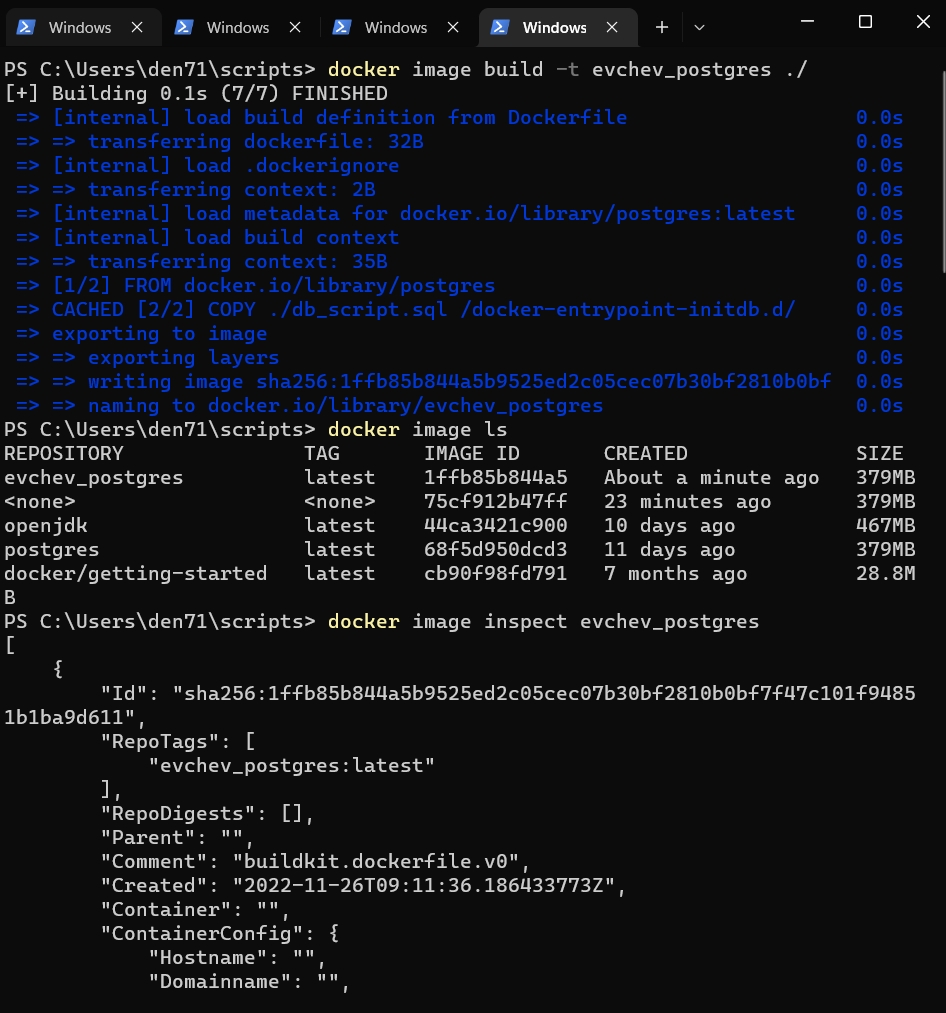 Windows
Windows
Windows
Windows
PS C:\Users\den71\scripts> docker image build -t evchev_postgres ./
[+] Building 0.1s (7/7) FINISHED
=> [internal] load build definition from Dockerfile 0.0s
=> => transferring dockerfile: 32B 0.0s
=> [internal] load .dockerignore 0.0s
=> => transferring context: 2B 0.0s
=> [internal] load metadata for docker.io/library/postgres:latest 0.0s
=> [internal] load build context 0.0s
=> => transferring context: 35B 0.0s
=> [1/2] FROM docker.io/library/postgres 0.0s
=> CACHED [2/2] COPY ./db_script.sql /docker-entrypoint-initdb.d/ 0.0s
=> exporting to image 0.0s
=> => exporting layers 0.0s
=> => writing image sha256:1ffb85b844a5b9525ed2c05cec07b30bf2810b0bf 0.0s
=> => naming to docker.io/library/evchev_postgres 0.0s
PS C:\Users\den71\scripts> docker image ls
REPOSITORY TAG IMAGE ID CREATED SIZE
evchev_postgres latest 1ffb85b844a5 About a minute ago 379MB
<none> <none> 75cf912b47ff 23 minutes ago 379MB
openjdk latest 44ca3421c900 10 days ago 467MB
postgres latest 68f5d950dcd3 11 days ago 379MB
docker/getting-started latest cb90f98fd791 7 months ago 28.8M
B
PS C:\Users\den71\scripts> docker image inspect evchev_postgres
[
{
"Id": "sha256:1ffb85b844a5b9525ed2c05cec07b30bf2810b0bf7f47c101f9485
1b1ba9d611",
"RepoTags": [
"evchev_postgres:latest"
],
"RepoDigests": [],
"Parent": "",
"Comment": "buildkit.dockerfile.v0",
"Created": "2022-11-26T09:11:36.186433773Z",
"Container": "",
"ContainerConfig": {
"Hostname": "",
"Domainname": "",